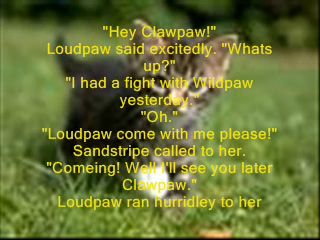 "Hey Clawpaw!"
Loudpaw said excitedly. "Whats
up?"
"I had a fight with Wildpaw
yesterday."
"Oh."
"Loudpaw come with me please!"
Sandstripe called to her.
"Comeing! Well i'll see you later
Clawpaw."
Loudpaw ran hurridley to her